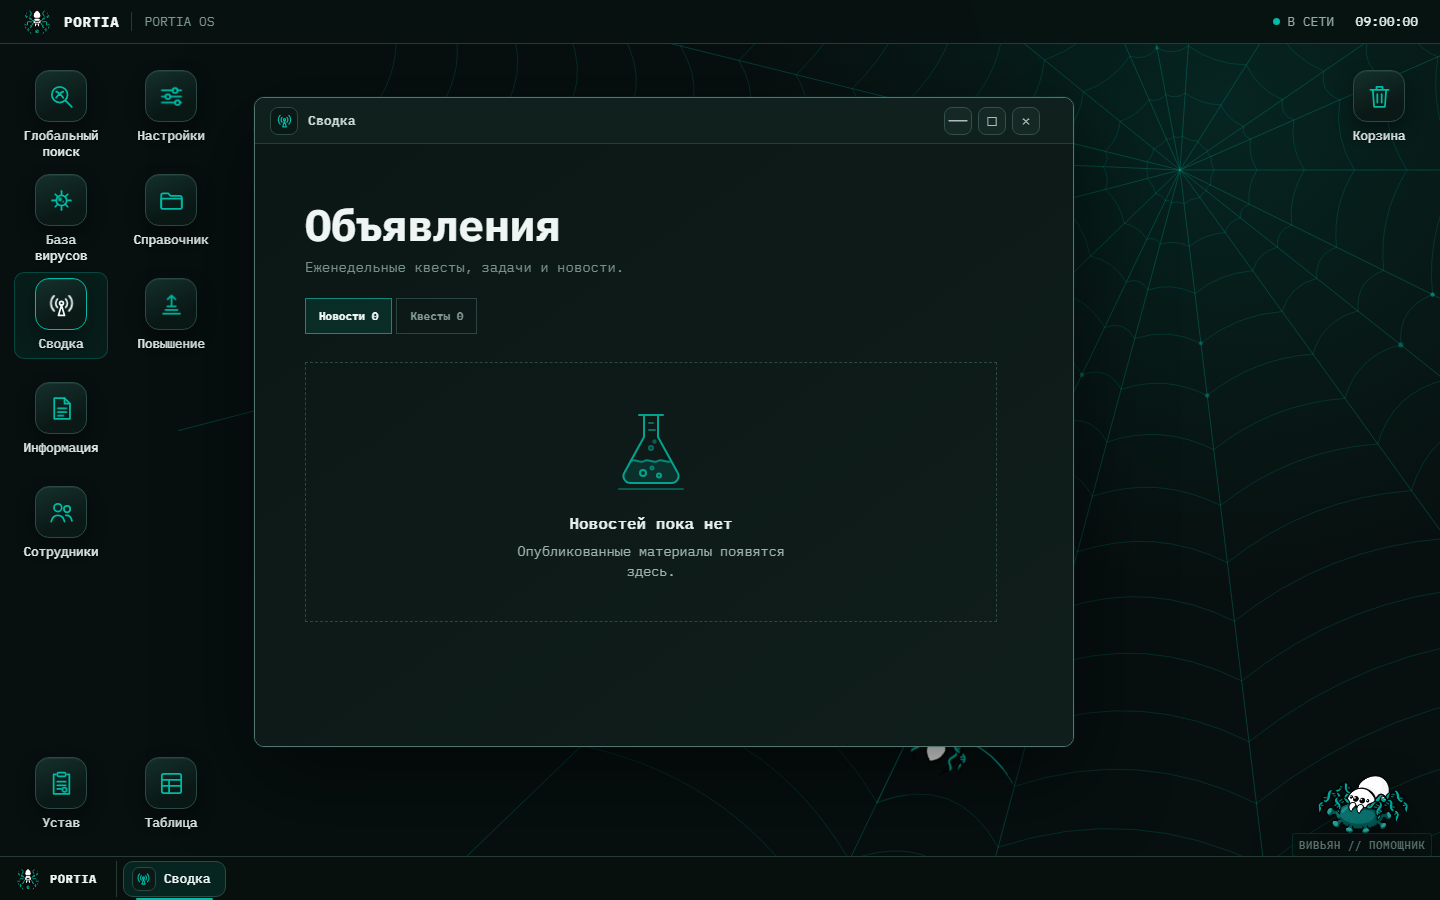 PORTIA
PORTIA OS
В СЕТИ
09:00:00
Глобальный
поиск
Настройки
Корзина
База
вирусов
Справочник
Сводка
Повышение
Информация
Сотрудники
Устав
Таблица
Сводка
Объявления
Еженедельные квесты, задачи и новости.
Новости 0
Квесты 0
Новостей пока нет
Опубликованные материалы появятся
здесь.
ВИВЬЯН // ПОМОЩНИК
PORTIA
Сводка